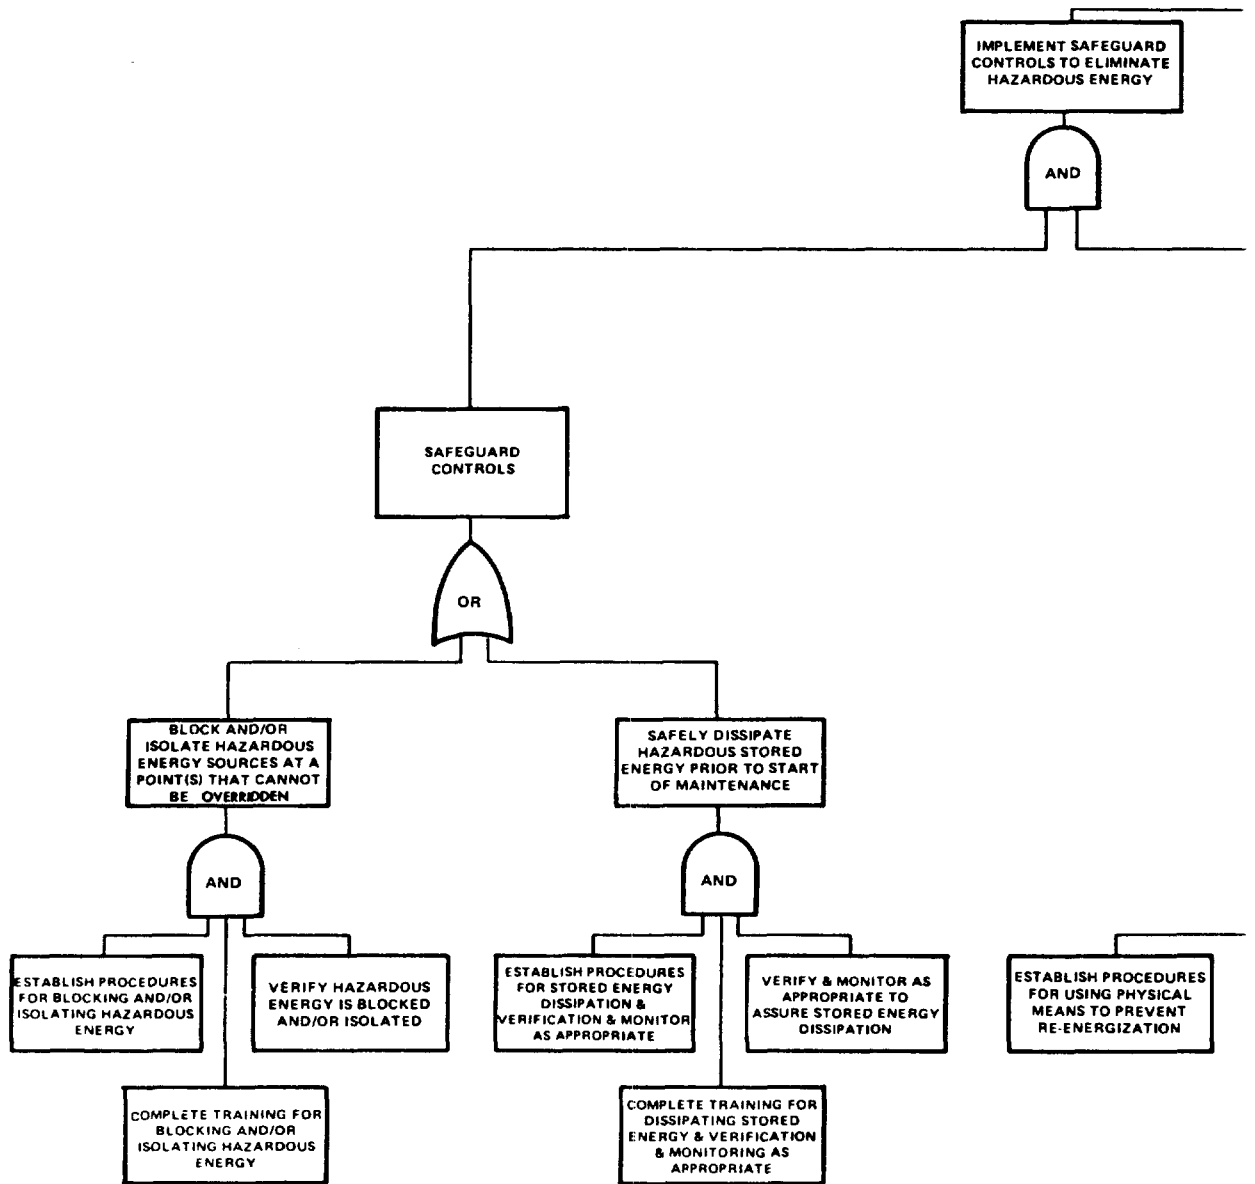 IMPLEMENT SAFEGUARD
CONTROLS TO ELIMINATE
HAZARDOUS ENERGY
AND
SAFEGUARD
CONTROLS
OR
BLOCK AND/OR
ISOLATE HAZARDOUS
ENERGY SOURCES AT A
POINT(S) THAT CANNOT
BE OVERRIDDEN
SAFELY DISSIPATE
HAZARDOUS STORED
ENERGY PRIOR TO START
OF MAINTENANCE
AND
AND
ESTABLISH PROCEDURES
FOR BLOCKING AND/OR
ISOLATING HAZARDOUS
ENERGY
VERIFY HAZARDOUS
ENERGY IS BLOCKED
AND/OR ISOLATED
ESTABLISH PROCEDURES
FOR STORED ENERGY
DISSIPATION &
VERIFICATION & MONITOR
AS APPROPRIATE
VERIFY & MONITOR AS
APPROPRIATE TO
ASSURE STORED ENERGY
DISSIPATION
ESTABLISH PROCEDURES
FOR USING PHYSICAL
MEANS TO PREVENT
RE-ENERGIZATION
COMPLETE TRAINING FOR
BLOCKING AND/OR
ISOLATING HAZARDOUS
ENERGY
COMPLETE TRAINING FOR
DISSIPATING STORED
ENERGY & VERIFICATION
& MONITORING AS
APPROPRIATE